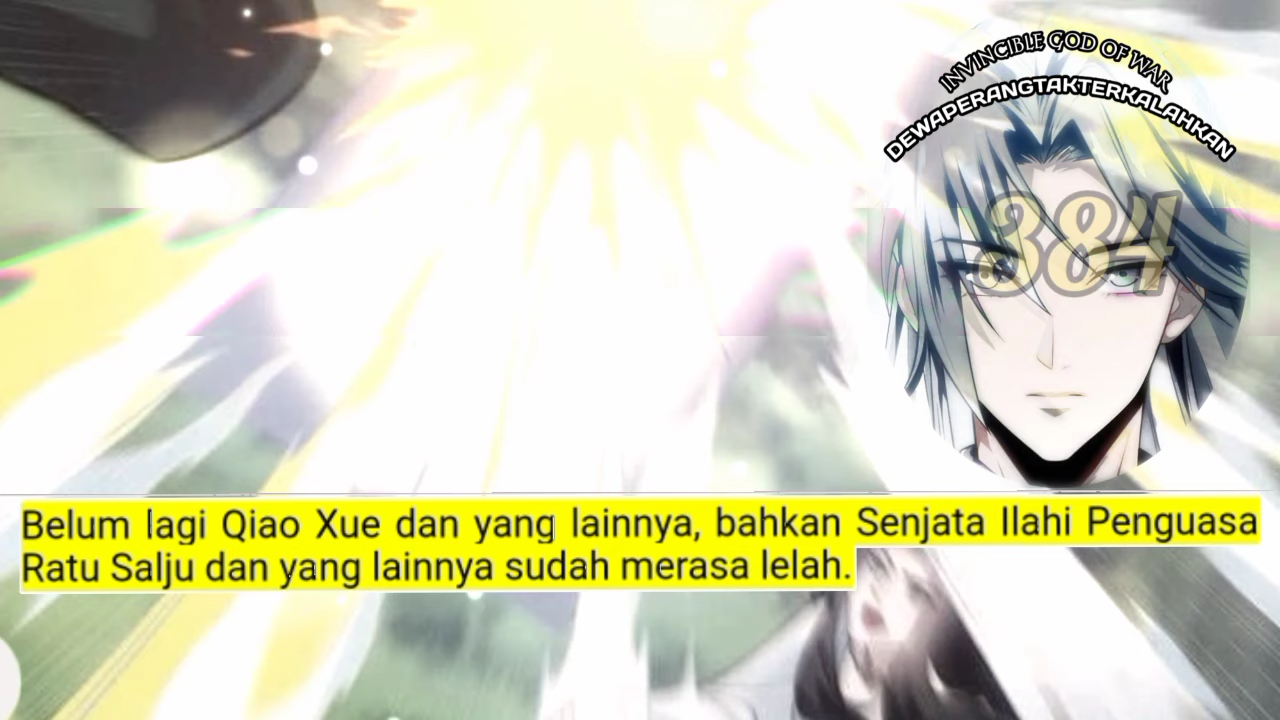 INVINCIBLE GOD OF WAR
DEWAPERANGTAKTERKALAHKAN
384
Belum lagi Qiao Xue dan yang lainnya, bahkan Senjata Ilahi Penguasa
Ratu Salju dan yang lainnya sudah merasa lelah.